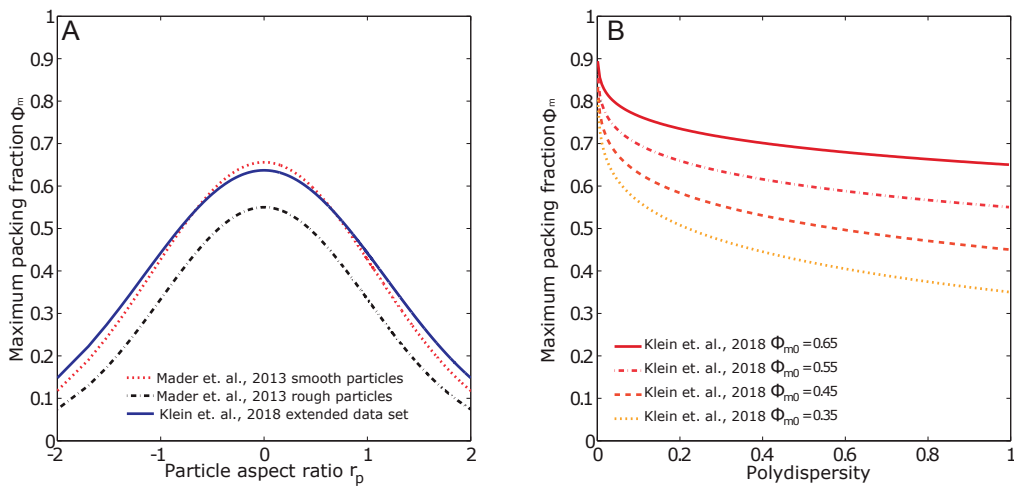 A
Maximum packing fraction Φm
1
0.9
0.8
0.7
0.6
0.5
0.4
0.3
0.2
0.1
0
-2
-1
0
1
2
Particle aspect ratio rp
Mader et. al., 2013 smooth particles
Mader et. al., 2013 rough particles
Klein et. al., 2018 extended data set
B
Maximum packing fraction Φm
1
0.9
0.8
0.7
0.6
0.5
0.4
0.3
0.2
0.1
0
0
0.2
0.4
0.6
0.8
1
Polydispersity
Klein et. al., 2018 Φm0=0.65
Klein et. al., 2018 Φm0=0.55
Klein et. al., 2018 Φm0=0.45
Klein et. al., 2018 Φm0=0.35